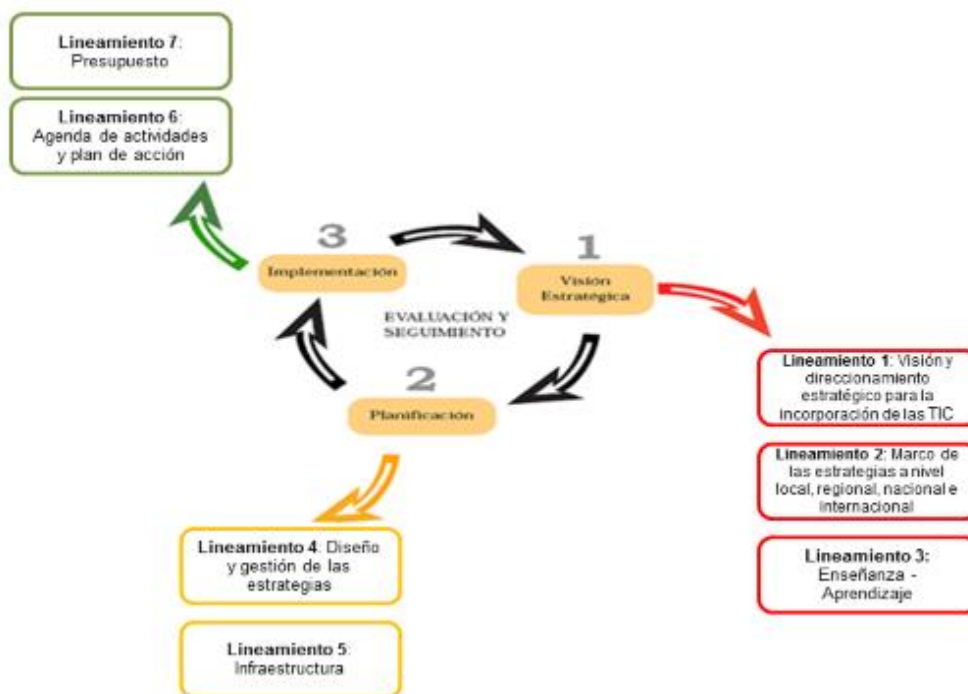 Lineamiento 7:
Presupuesto
Lineamiento 6:
Agenda de actividades
y plan de acción
3
Implementación
1
Visión
Estratégica
EVALUACIÓN Y
SEGUIMIENTO
2
Planificación
Lineamiento 1: Visión y
direccionamiento
estratégico para la
incorporación de las TIC
Lineamiento 2: Marco de
las estrategias a nivel
local, regional, nacional e
internacional
Lineamiento 3:
Enseñanza -
Aprendizaje
Lineamiento 4: Diseño
y gestión de las
estrategias
Lineamiento 5:
Infraestructura